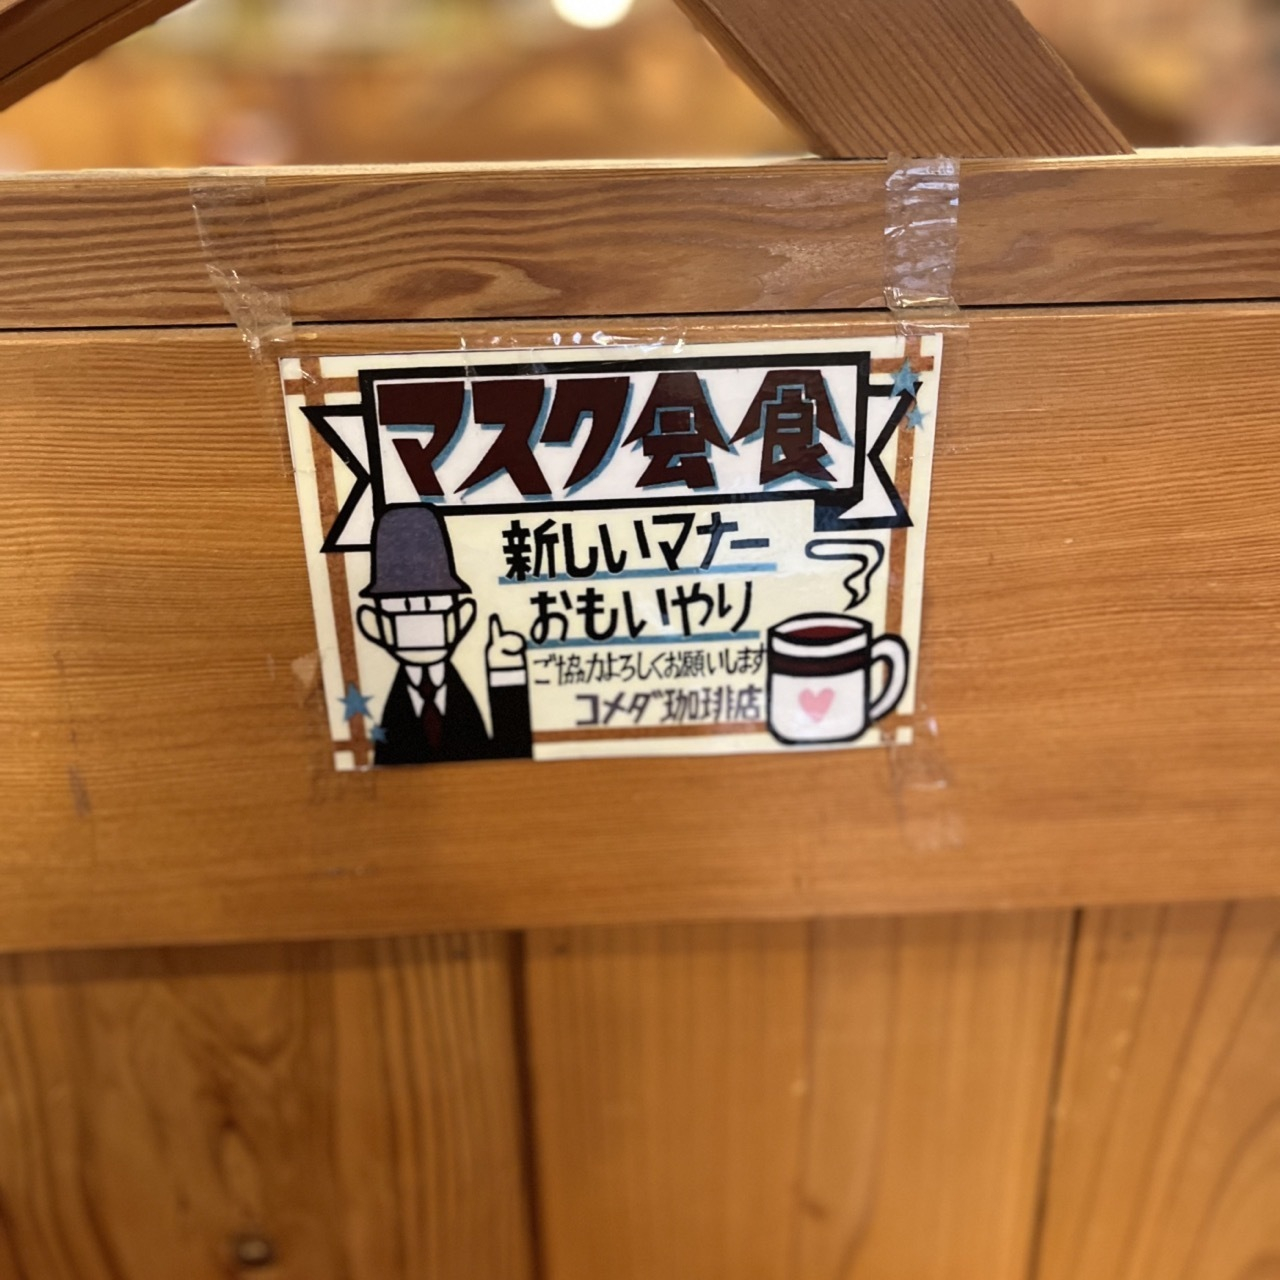 マスク会食
新しいマナー
おもいやり
ご協力よろしくお願いします
コメダ珈琲店